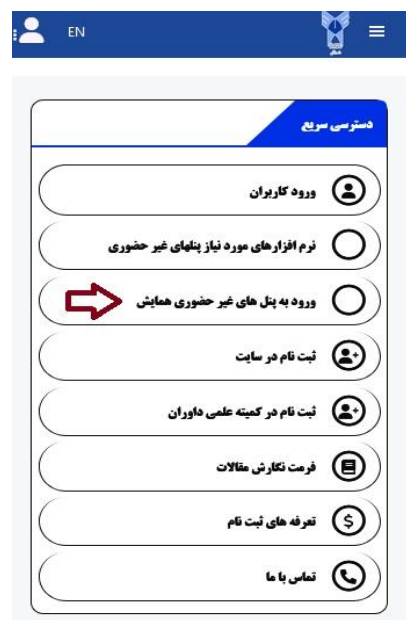 EN
دسترسی سریع
ورود کاربران
نرم افزارهای مورد نیاز پنلهای غیر حضوری
ورود به پنل های غیر حضوری همایش
ثبت نام در سایت
ثبت نام در کمیته علمی داوران
فرمت نگارش مقالات
تعرفه های ثبت نام
تماس با ما